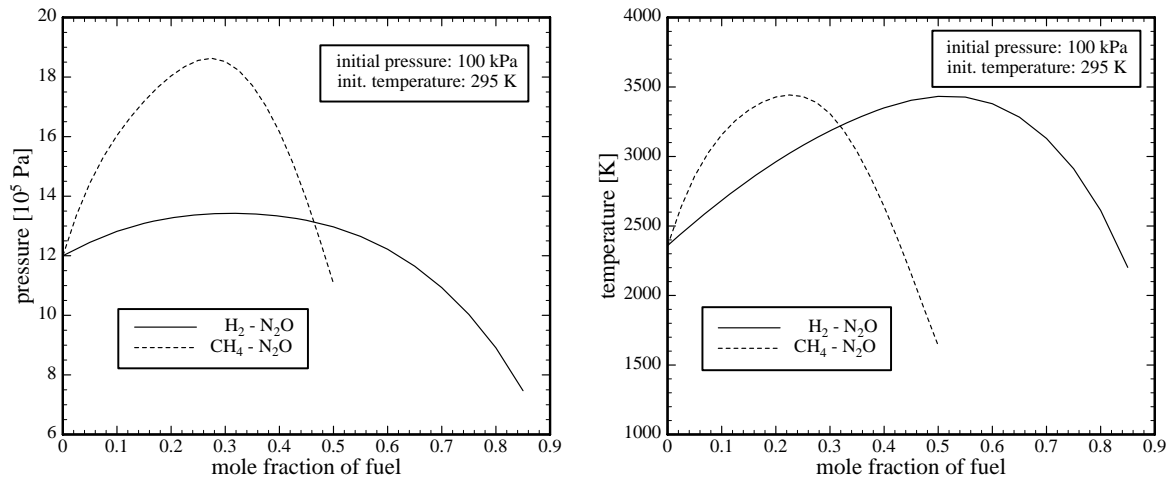 20
18
16
14
12
10
8
6
pressure [10⁵ Pa]
initial pressure: 100 kPa
init. temperature: 295 K
H₂ - N₂O
CH₄ - N₂O
0 0.1 0.2 0.3 0.4 0.5 0.6 0.7 0.8 0.9
mole fraction of fuel
4000
3500
3000
2500
2000
1500
1000
temperature [K]
initial pressure: 100 kPa
init. temperature: 295 K
H₂ - N₂O
CH₄ - N₂O
0 0.1 0.2 0.3 0.4 0.5 0.6 0.7 0.8 0.9
mole fraction of fuel